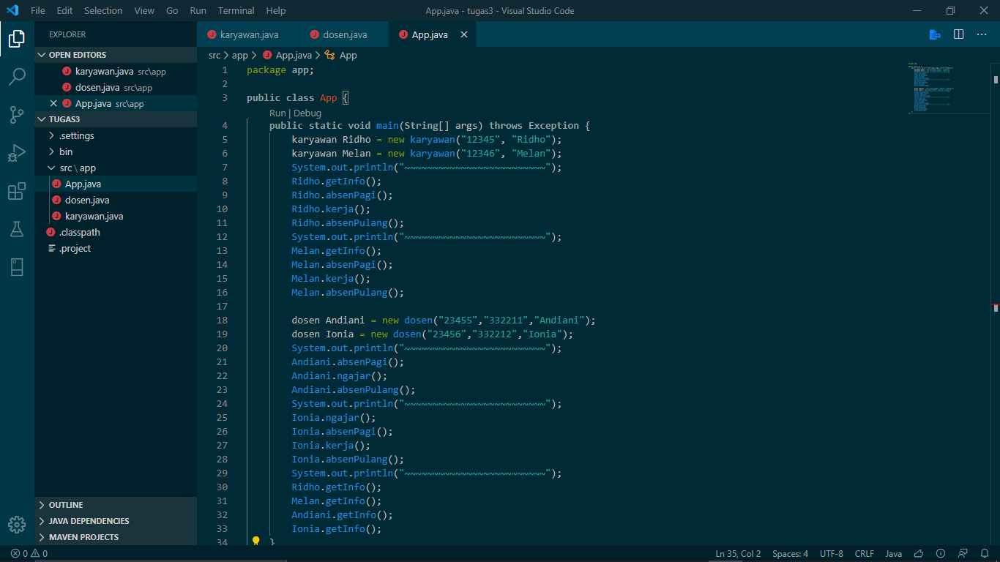 File Edit Selection View Go Run Terminal Help App.java - tugas3 - Visual Studio Code
EXPLORER
OPEN EDITORS
karyawan.java src\app
dosen.java src\app
App.java src\app
TUGAS3
.settings
bin
src \ app
App.java
dosen.java
karyawan.java
.classpath
.project
OUTLINE
JAVA DEPENDENCIES
MAVEN PROJECTS
karyawan.java dosen.java App.java
src > app > App.java > App
1 package app;
2
3 public class App {
Run | Debug
4 public static void main(String[] args) throws Exception {
5 karyawan Ridho = new karyawan("12345", "Ridho");
6 karyawan Melan = new karyawan("12346", "Melan");
7 System.out.println("~~~~~~~~~~~~~~~~~~~~~~~~~");
8 Ridho.getInfo();
9 Ridho.absenPagi();
10 Ridho.kerja();
11 Ridho.absenPulang();
12 System.out.println("~~~~~~~~~~~~~~~~~~~~~~~~~");
13 Melan.getInfo();
14 Melan.absenPagi();
15 Melan.kerja();
16 Melan.absenPulang();
17
18 dosen Andiani = new dosen("23455","332211","Andiani");
19 dosen Ionia = new dosen("23456","332212","Ionia");
20 System.out.println("~~~~~~~~~~~~~~~~~~~~~~~~~");
21 Andiani.absenPagi();
22 Andiani.ngajar();
23 Andiani.absenPulang();
24 System.out.println("~~~~~~~~~~~~~~~~~~~~~~~~~");
25 Ionia.ngajar();
26 Ionia.absenPagi();
27 Ionia.kerja();
28 Ionia.absenPulang();
29 System.out.println("~~~~~~~~~~~~~~~~~~~~~~~~~");
30 Ridho.getInfo();
31 Melan.getInfo();
32 Andiani.getInfo();
33 Ionia.getInfo();
34 }
0 0 Ln 35, Col 2 Spaces: 4 UTF-8 CRLF Java